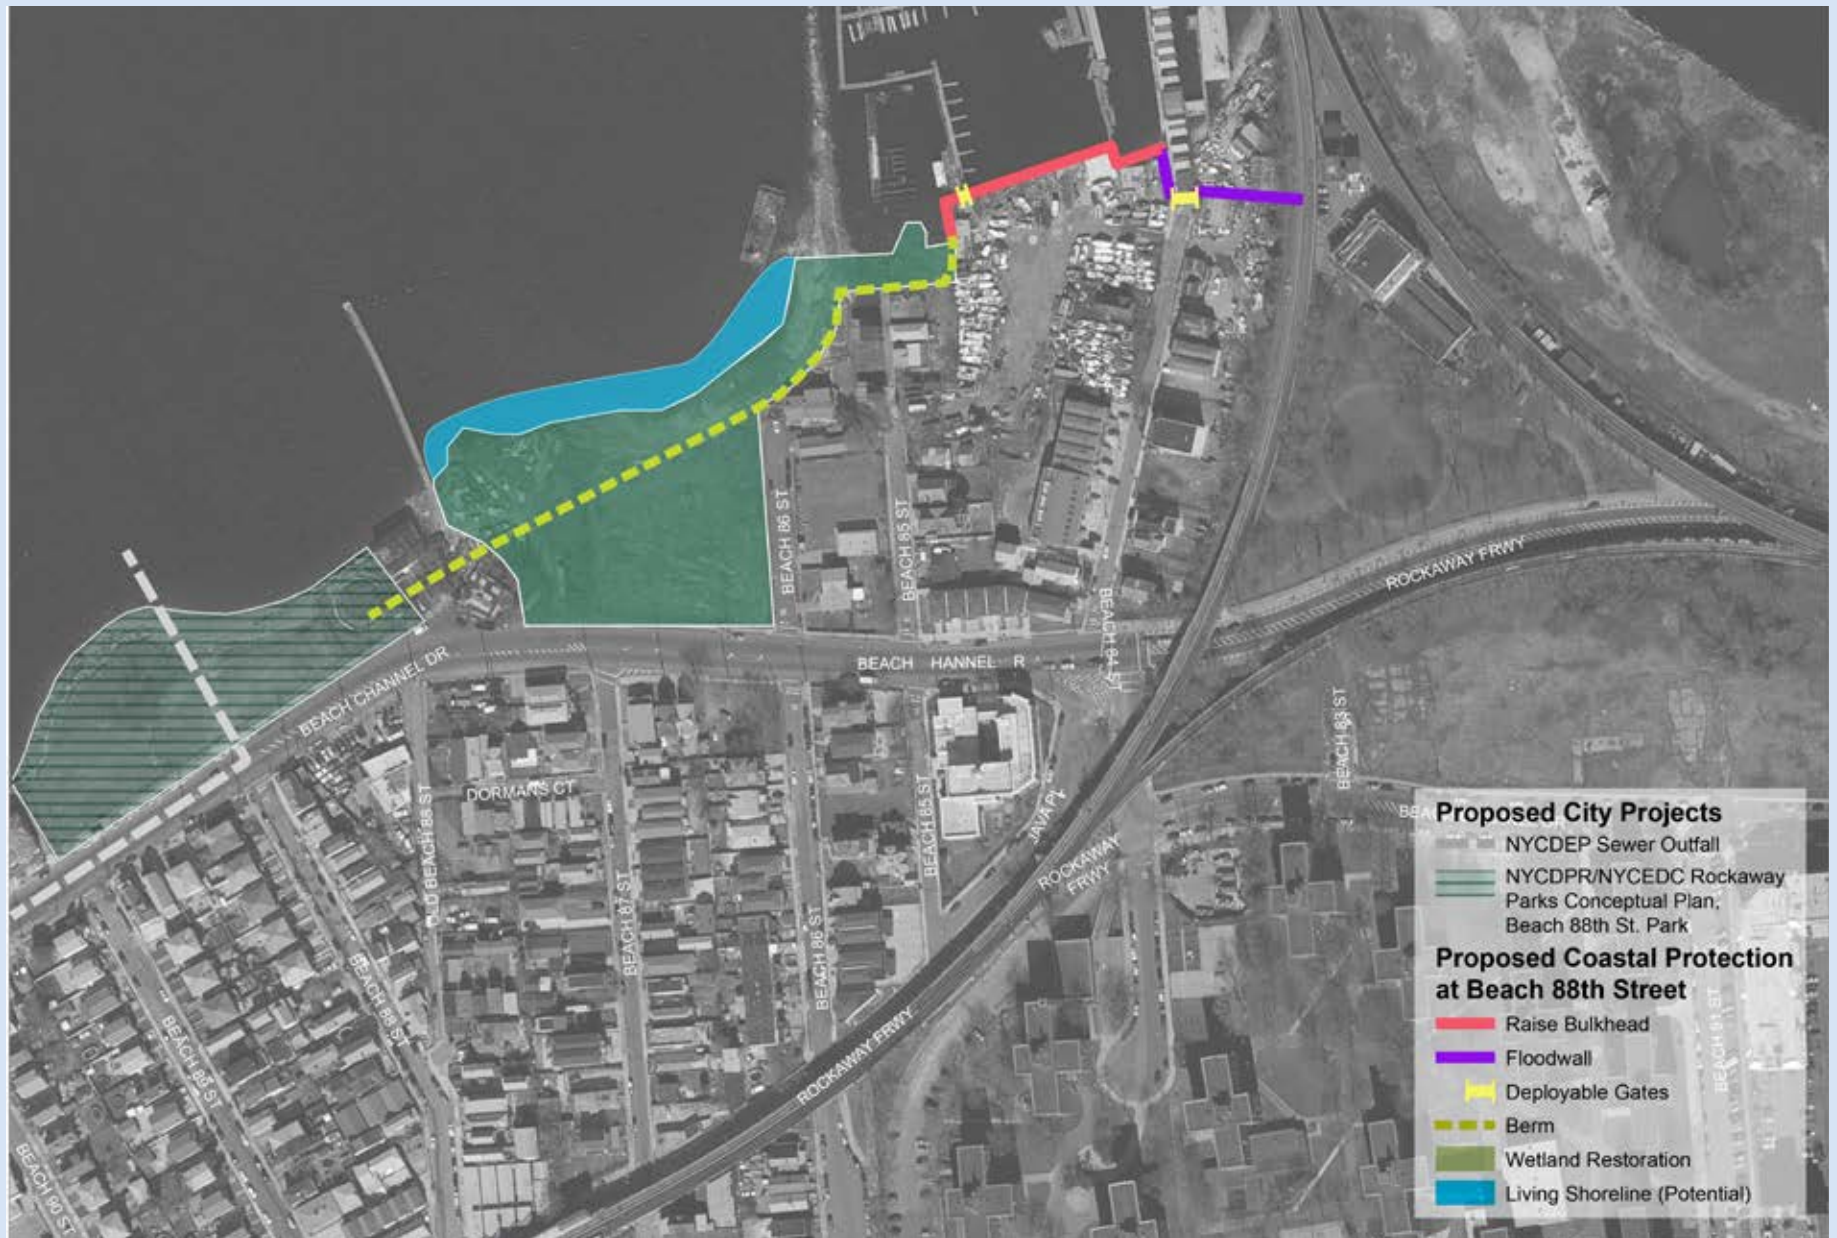 BEACH 86 ST
BEACH 85 ST
BEACH 84 ST
ROCKAWAY FRWY
BEACH HANNEL R
BEACH CHANNEL DR
BEACH 83 ST
DORMANS CT
OLD BEACH 88 ST
BEACH 87 ST
BEACH 86 ST
BEACH 85 ST
JAVA PL
ROCKAWAY
FRWY
ROCKAWAY FRWY
BEACH 88 ST
BEACH 89 ST
BEACH 90 ST
BEACH 81 ST
Proposed City Projects
NYCDEP Sewer Outfall
NYCDPR/NYCEDC Rockaway
Parks Conceptual Plan,
Beach 88th St. Park
Proposed Coastal Protection
at Beach 88th Street
Raise Bulkhead
Floodwall
Deployable Gates
Berm
Wetland Restoration
Living Shoreline (Potential)